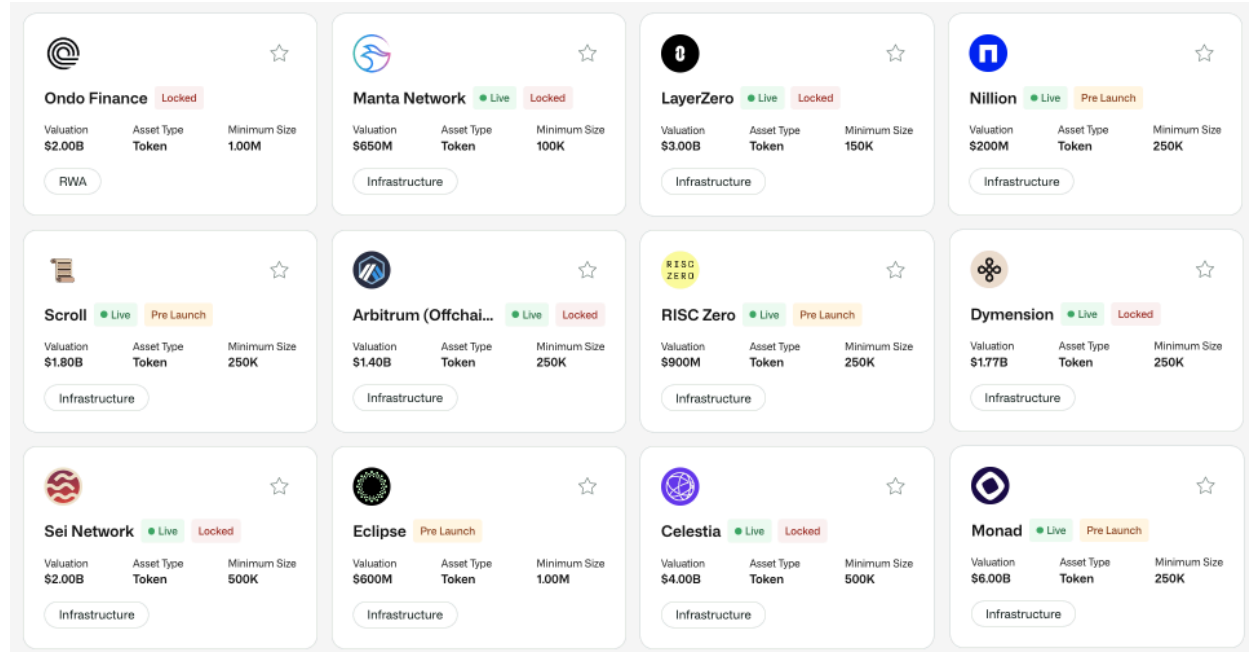 Ondo Finance Locked
Valuation Asset Type Minimum Size
$2.00B Token 1.00M
RWA
Manta Network Live Locked
Valuation Asset Type Minimum Size
$650M Token 100K
Infrastructure
LayerZero Live Locked
Valuation Asset Type Minimum Size
$3.00B Token 150K
Infrastructure
Nillion Live Pre Launch
Valuation Asset Type Minimum Size
$200M Token 250K
Infrastructure
Scroll Live Pre Launch
Valuation Asset Type Minimum Size
$1.80B Token 250K
Infrastructure
Arbitrum (Offchai... Live Locked
Valuation Asset Type Minimum Size
$1.40B Token 250K
Infrastructure
RISC
ZERO
RISC Zero Live Pre Launch
Valuation Asset Type Minimum Size
$900M Token 250K
Infrastructure
Dymension Live Locked
Valuation Asset Type Minimum Size
$1.77B Token 250K
Infrastructure
Sei Network Live Locked
Valuation Asset Type Minimum Size
$2.00B Token 500K
Infrastructure
Eclipse Pre Launch
Valuation Asset Type Minimum Size
$600M Token 1.00M
Infrastructure
Celestia Live Locked
Valuation Asset Type Minimum Size
$4.00B Token 500K
Infrastructure
Monad Live Pre Launch
Valuation Asset Type Minimum Size
$6.00B Token 250K
Infrastructure